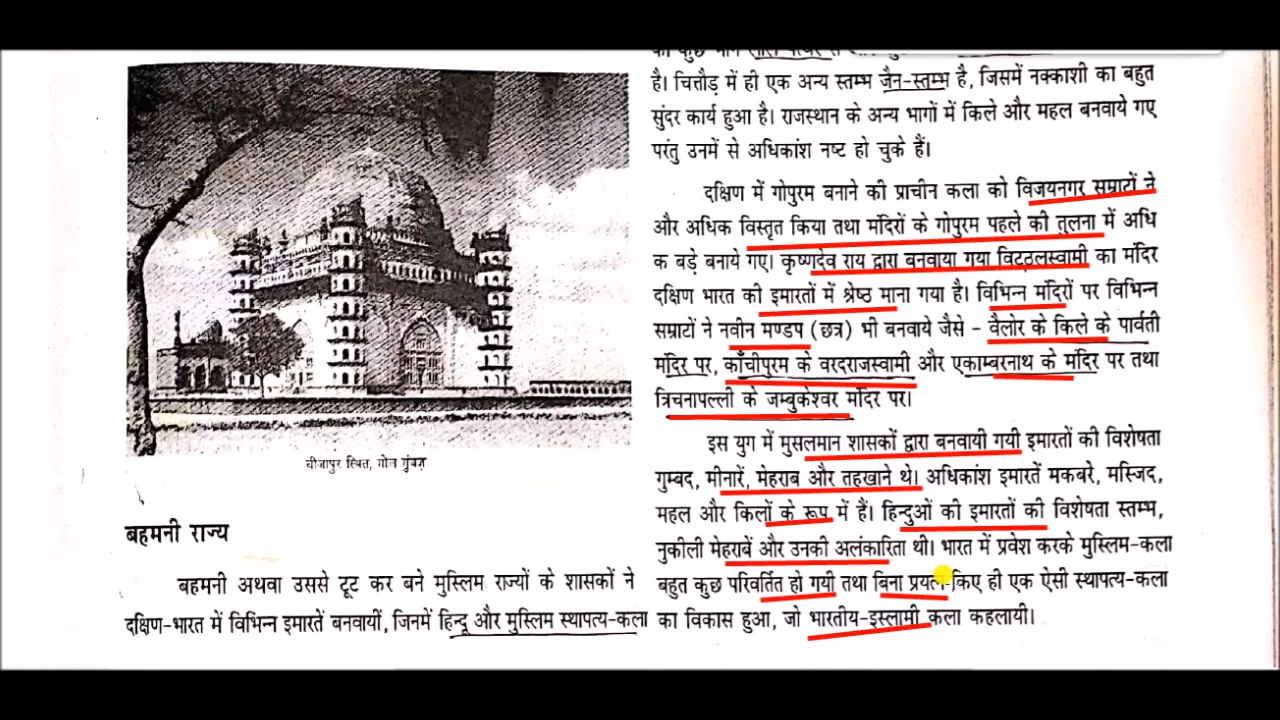 बीजापुर स्थित, गोल गुंबज़
बहमनी राज्य
बहमनी अथवा उससे टूट कर बने मुस्लिम राज्यों के शासकों ने
दक्षिण-भारत में विभिन्न इमारतें बनवायीं, जिनमें हिन्दू और मुस्लिम स्थापत्य-कला
है। चित्तौड़ में ही एक अन्य स्तम्भ जैन-स्तम्भ है, जिसमें नक्काशी का बहुत
सुंदर कार्य हुआ है। राजस्थान के अन्य भागों में किले और महल बनवाये गए
परंतु उनमें से अधिकांश नष्ट हो चुके हैं।
दक्षिण में गोपुरम बनाने की प्राचीन कला को विजयनगर सम्राटों ने
और अधिक विस्तृत किया तथा मंदिरों के गोपुरम पहले की तुलना में अधि
क बड़े बनाये गए। कृष्णदेव राय द्वारा बनवाया गया विट्ठलस्वामी का मंदिर
दक्षिण भारत की इमारतों में श्रेष्ठ माना गया है। विभिन्न मंदिरों पर विभिन्न
सम्राटों ने नवीन मण्डप (छत्र) भी बनवाये जैसे - वैलोर के किले के पार्वती
मंदिर पर, काँचीपुरम के वरदराजस्वामी और एकाम्बरनाथ के मंदिर पर तथा
त्रिचनापल्ली के जम्बुकेश्वर मंदिर पर।
इस युग में मुसलमान शासकों द्वारा बनवायी गयी इमारतों की विशेषता
गुम्बद, मीनारें, मेहराब और तहखाने थे। अधिकांश इमारतें मकबरे, मस्जिद,
महल और किलों के रूप में हैं। हिन्दुओं की इमारतों की विशेषता स्तम्भ,
नुकीली मेहराबें और उनकी अलंकारिता थी। भारत में प्रवेश करके मुस्लिम-कला
बहुत कुछ परिवर्तित हो गयी तथा बिना प्रयत्न किए ही एक ऐसी स्थापत्य-कला
का विकास हुआ, जो भारतीय-इस्लामी कला कहलायी।